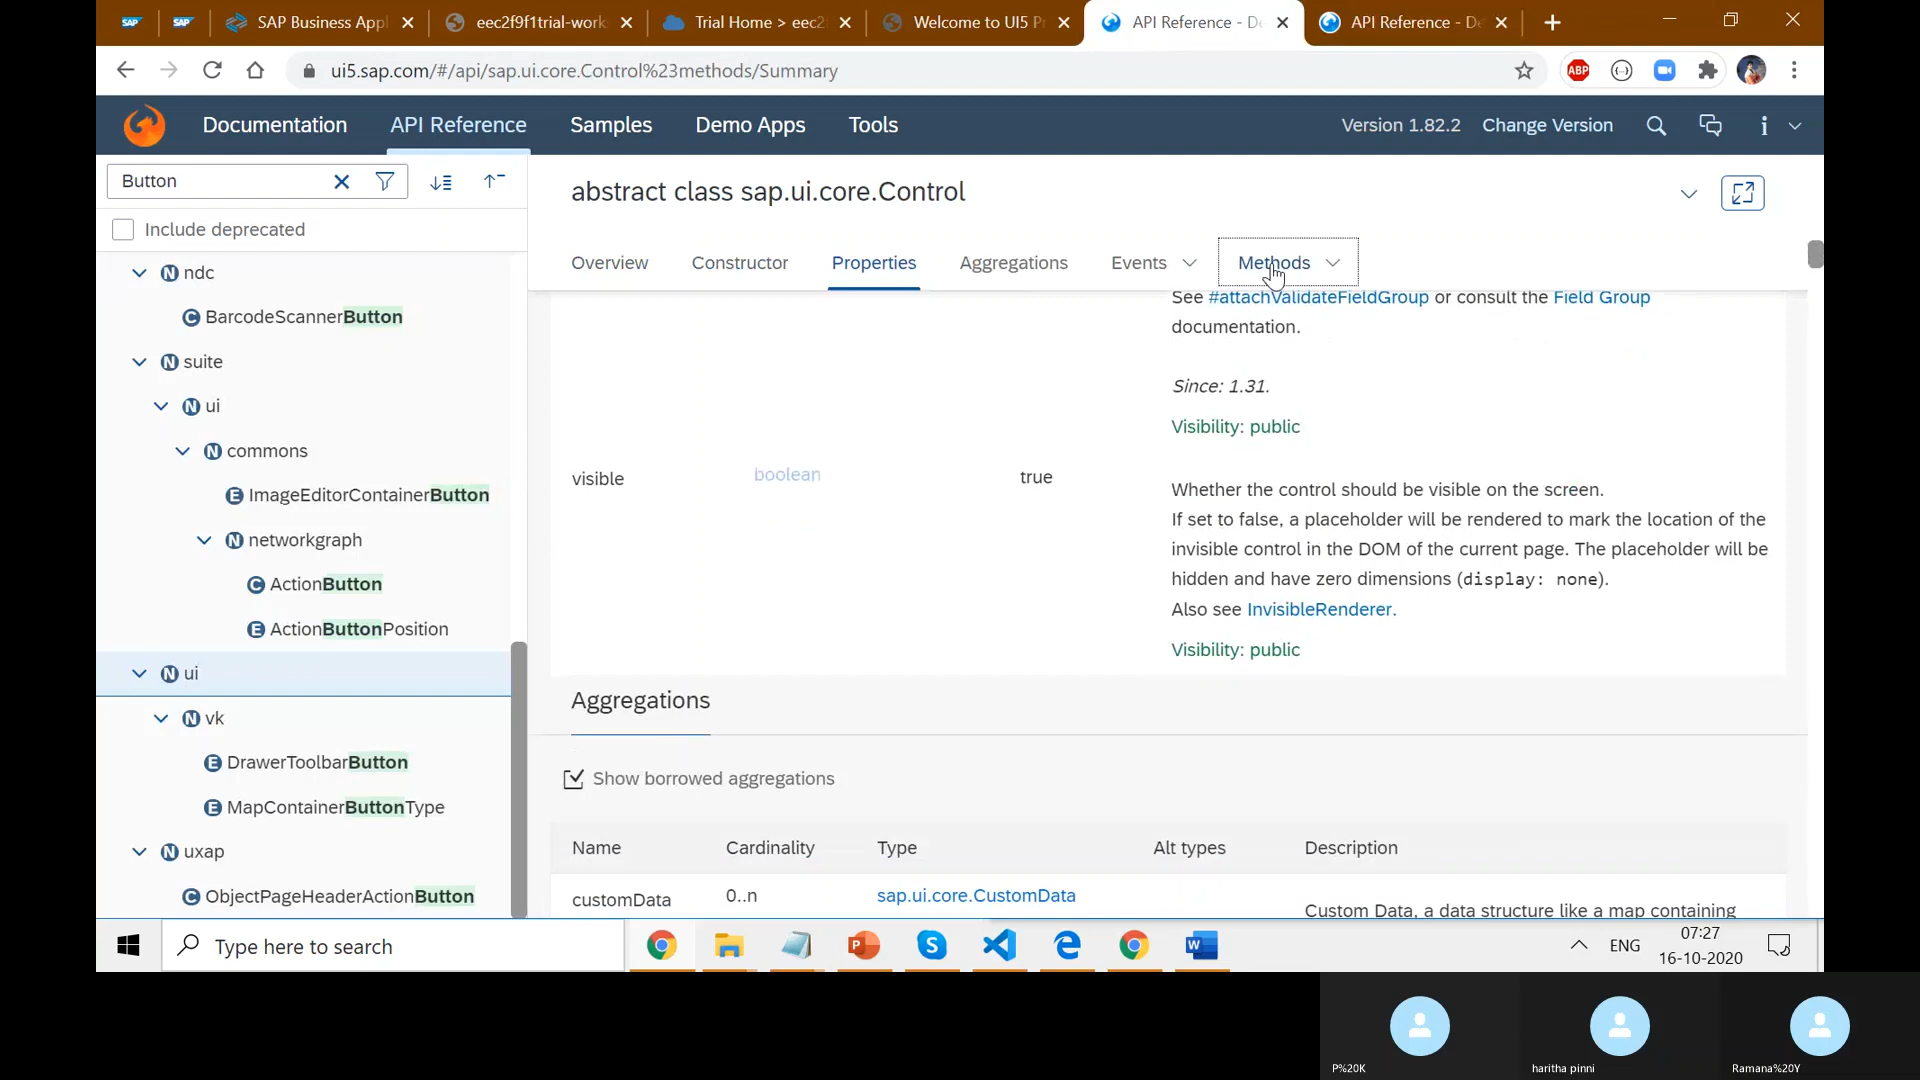 SAP Business Appl
eec2f9f1trial-work
Trial Home > eec2
Welcome to UI5 P
API Reference - De
API Reference - De
ui5.sap.com/#/api/sap.ui.core.Control%23methods/Summary
ABP
Documentation
API Reference
Samples
Demo Apps
Tools
Version 1.82.2
Change Version
Button
Include deprecated
ndc
BarcodeScannerButton
suite
ui
commons
ImageEditorContainerButton
networkgraph
ActionButton
ActionButtonPosition
ui
vk
DrawerToolbarButton
MapContainerButtonType
uxap
ObjectPageHeaderActionButton
abstract class sap.ui.core.Control
Overview
Constructor
Properties
Aggregations
Events
Methods
See #attachValidateFieldGroup or consult the Field Group
documentation.
Since: 1.31.
Visibility: public
visible
boolean
true
Whether the control should be visible on the screen.
If set to false, a placeholder will be rendered to mark the location of the
invisible control in the DOM of the current page. The placeholder will be
hidden and have zero dimensions (display: none).
Also see InvisibleRenderer.
Visibility: public
Aggregations
Show borrowed aggregations
Name
Cardinality
Type
Alt types
Description
customData
0..n
sap.ui.core.CustomData
Custom Data, a data structure like a map containing
Type here to search
ENG
07:27
16-10-2020
P%20K
haritha pinni
Ramana%20Y